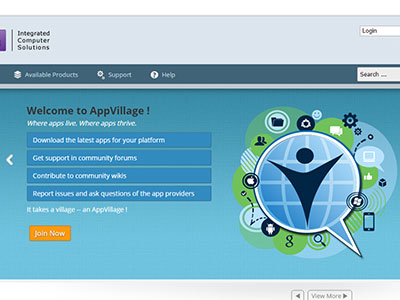 Integrated
Computer
Solutions
Login
Available Products
Support
Help
Search ...
Welcome to AppVillage !
Where apps live. Where apps thrive.
Download the latest apps for your platform
Get support in community forums
Contribute to community wikis
Report issues and ask questions of the app providers
It takes a village -- an AppVillage !
Join Now
View More